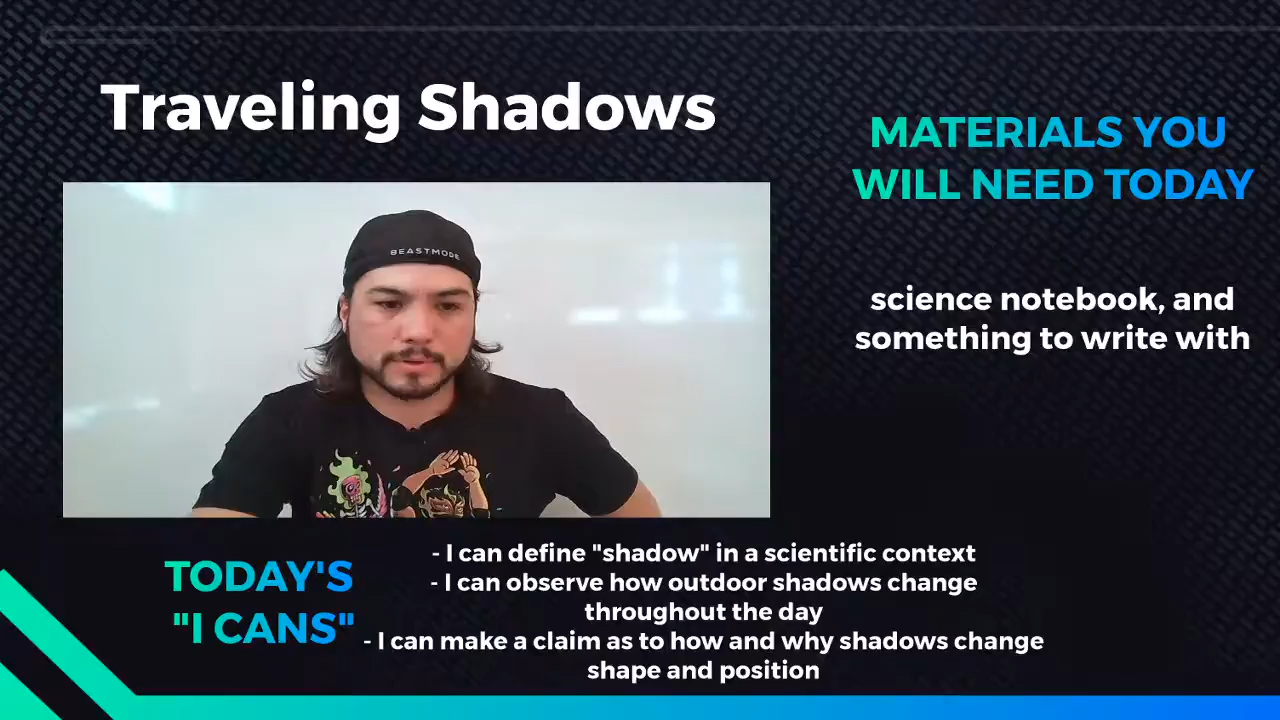 Traveling Shadows
MATERIALS YOU
WILL NEED TODAY
BEASTMODE
science notebook, and
something to write with
TODAY'S
"I CANS"
- I can define "shadow" in a scientific context
- I can observe how outdoor shadows change
throughout the day
- I can make a claim as to how and why shadows change
shape and position